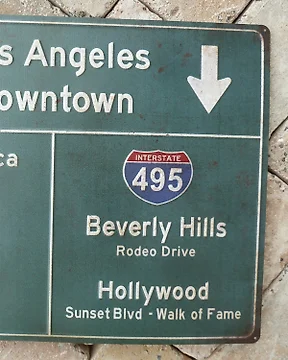 s Angeles
owntown
ca
INTERSTATE
495
Beverly Hills
Rodeo Drive
Hollywood
Sunset Blvd - Walk of Fame